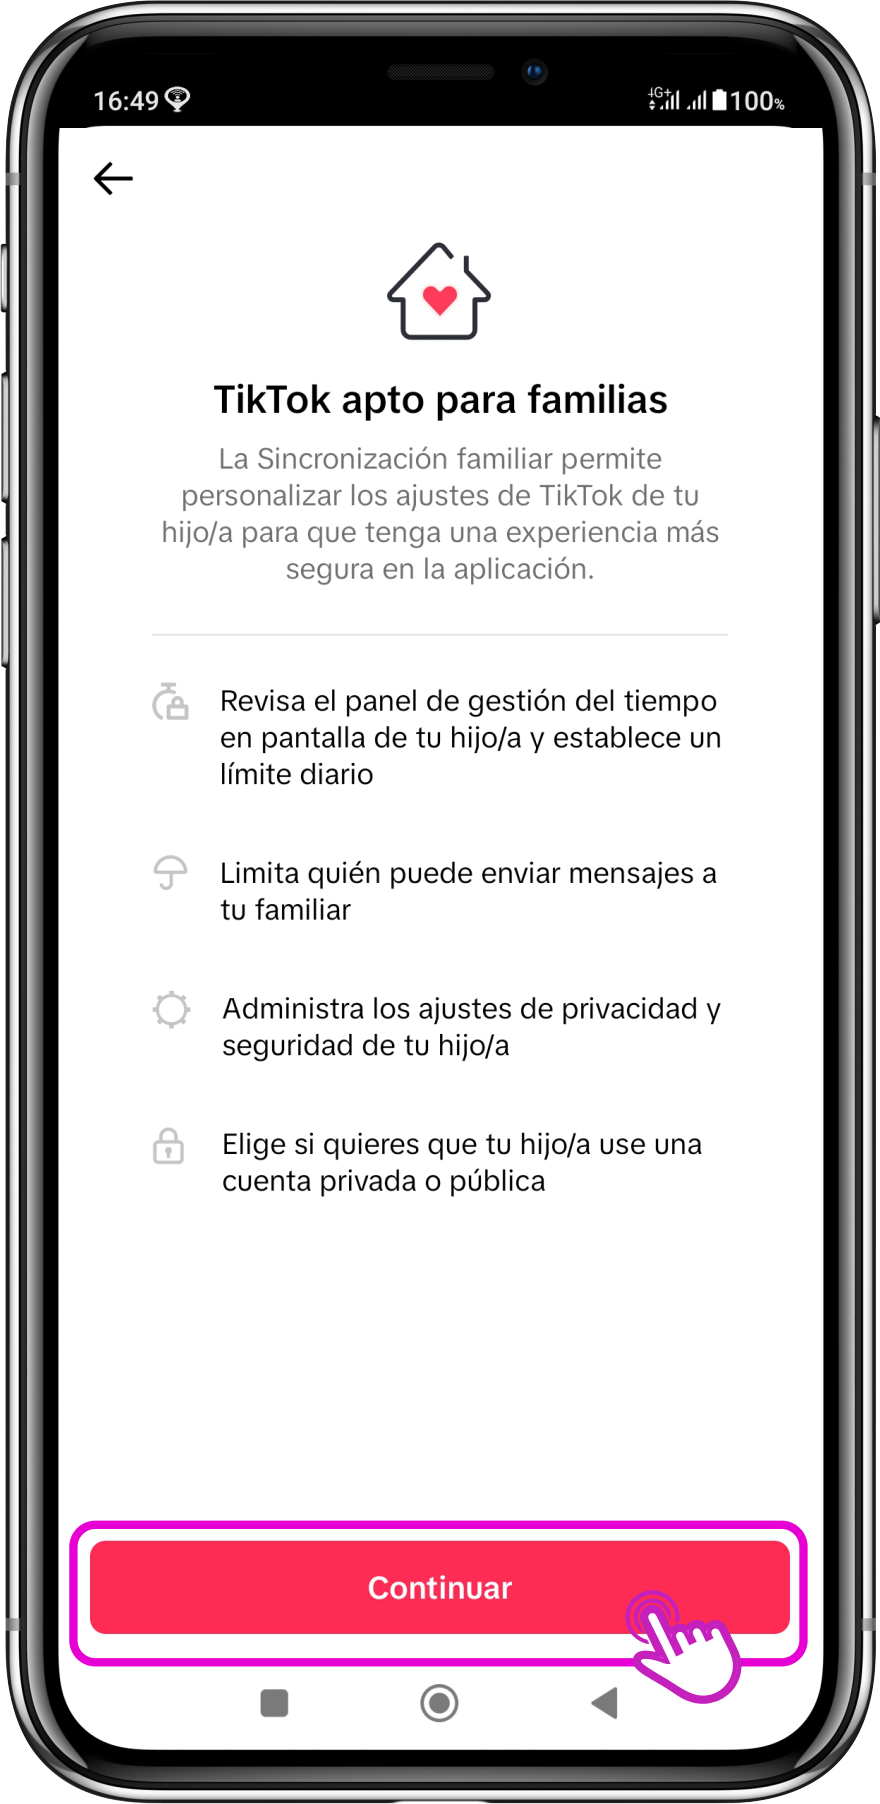 16:49
4G+ 100%
TikTok apto para familias
La Sincronización familiar permite
personalizar los ajustes de TikTok de tu
hijo/a para que tenga una experiencia más
segura en la aplicación.
Revisa el panel de gestión del tiempo
en pantalla de tu hijo/a y establece un
límite diario
Limita quién puede enviar mensajes a
tu familiar
Administra los ajustes de privacidad y
seguridad de tu hijo/a
Elige si quieres que tu hijo/a use una
cuenta privada o pública
Continuar